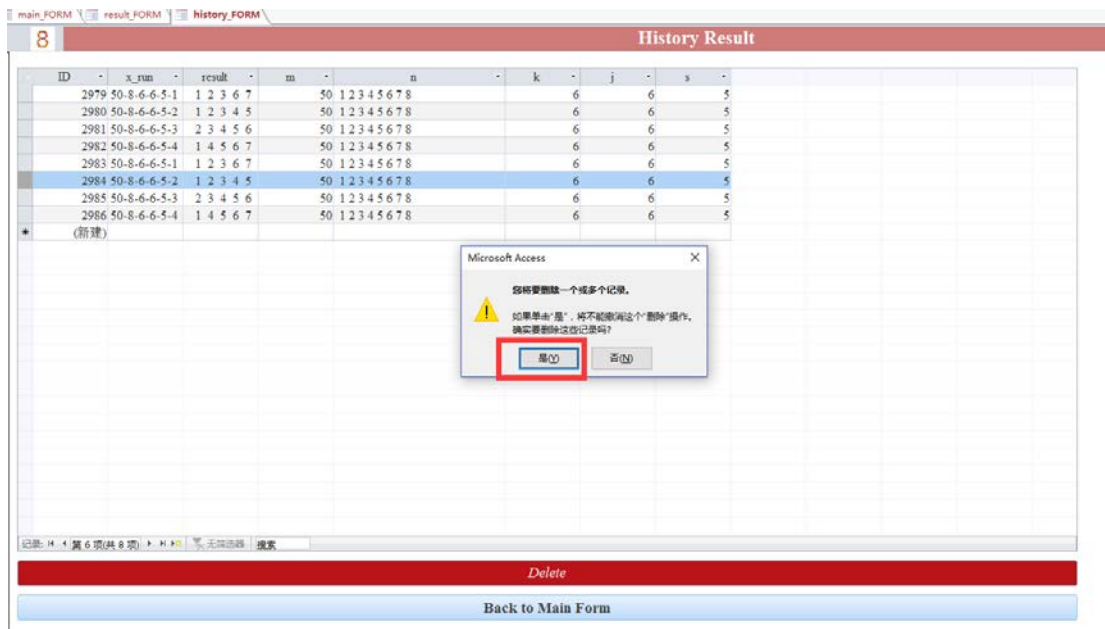 main_FORM result_FORM history_FORM
8 History Result
ID x_run result m n k j s
2979 50-8-6-6-5-1 1 2 3 6 7 50 1 2 3 4 5 6 7 8 6 6 5
2980 50-8-6-6-5-2 1 2 3 4 5 50 1 2 3 4 5 6 7 8 6 6 5
2981 50-8-6-6-5-3 2 3 4 5 6 50 1 2 3 4 5 6 7 8 6 6 5
2982 50-8-6-6-5-4 1 4 5 6 7 50 1 2 3 4 5 6 7 8 6 6 5
2983 50-8-6-6-5-1 1 2 3 6 7 50 1 2 3 4 5 6 7 8 6 6 5
2984 50-8-6-6-5-2 1 2 3 4 5 50 1 2 3 4 5 6 7 8 6 6 5
2985 50-8-6-6-5-3 2 3 4 5 6 50 1 2 3 4 5 6 7 8 6 6 5
2986 50-8-6-6-5-4 1 4 5 6 7 50 1 2 3 4 5 6 7 8 6 6 5
(新建)
Microsoft Access
您将要删除一个或多个记录。
如果单击"是"，将不能撤消这个"删除"操作。
确实要删除这些记录吗?
是(Y) 否(N)
记录: 第 6 项(共 8 项) 无筛选器 搜索
Delete
Back to Main Form